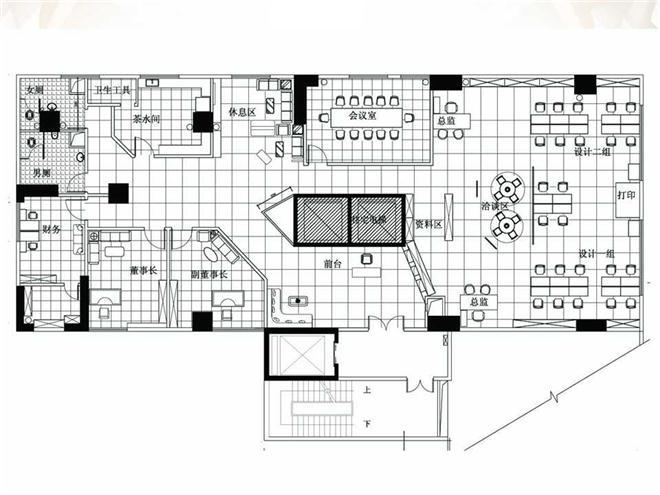 女厕
卫生工具
茶水间
休息区
会议室
总监
设计二组
男厕
打印
洽谈区
住宅电梯
资料区
财务
前台
董事长
副董事长
设计一组
总监
上
下